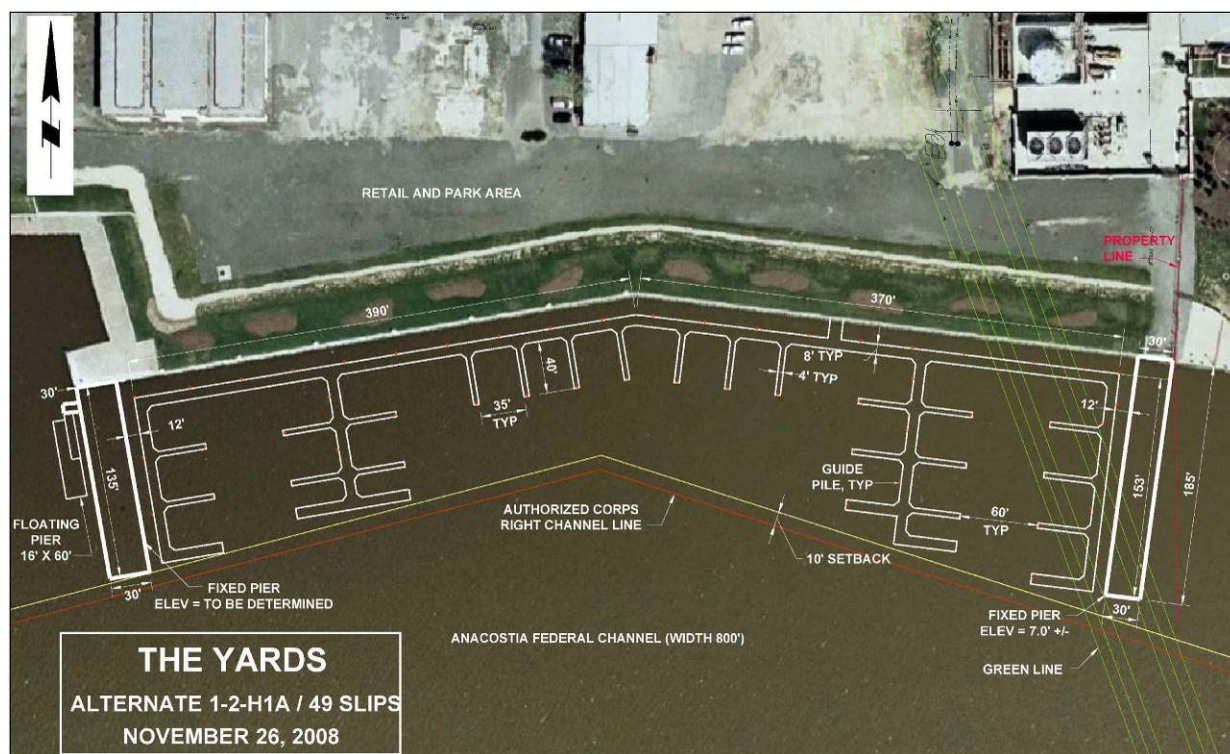 N
RETAIL AND PARK AREA
PROPERTY
LINE
390'
370'
30'
30'
8' TYP
4' TYP
40'
35'
TYP
12'
12'
135'
153'
185'
GUIDE
PILE, TYP
60'
TYP
AUTHORIZED CORPS
RIGHT CHANNEL LINE
10' SETBACK
FLOATING
PIER
16' X 60'
30'
FIXED PIER
ELEV = TO BE DETERMINED
FIXED PIER
ELEV = 7.0' +/-
30'
GREEN LINE
ANACOSTIA FEDERAL CHANNEL (WIDTH 800')
THE YARDS
ALTERNATE 1-2-H1A / 49 SLIPS
NOVEMBER 26, 2008